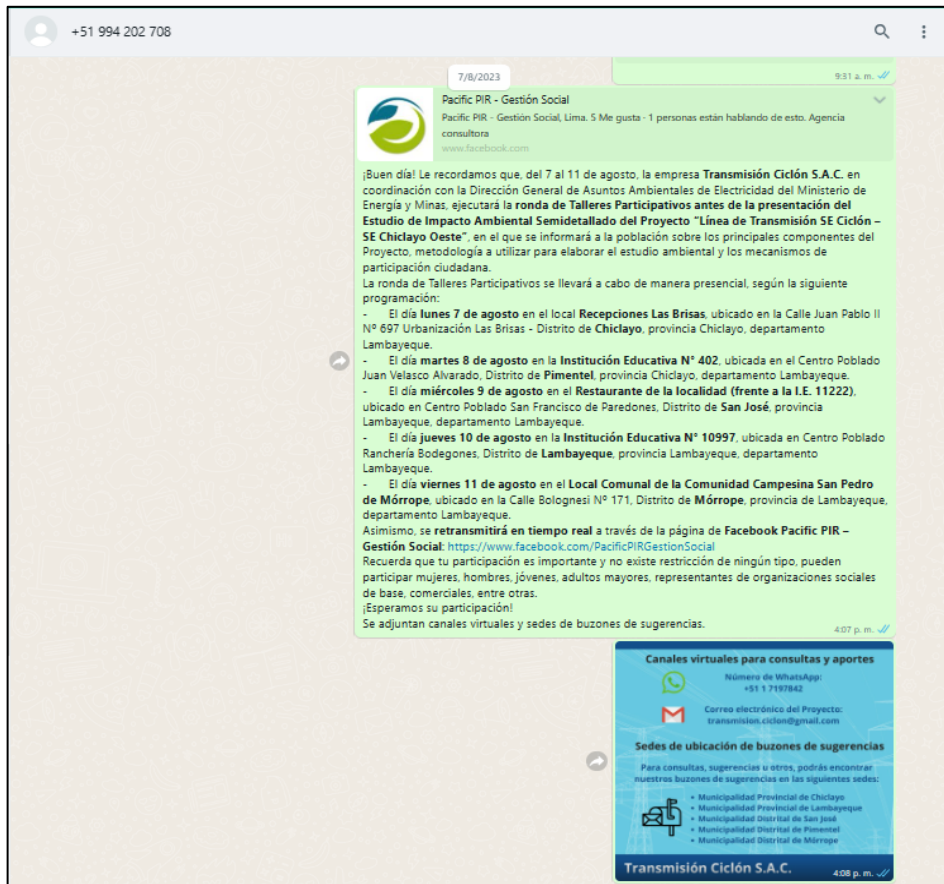 +51 994 202 708
9:31 a. m.
7/8/2023
Pacific PIR - Gestión Social
Pacific PIR - Gestión Social, Lima. 5 Me gusta · 1 personas están hablando de esto. Agencia
consultora
www.facebook.com
¡Buen día! Le recordamos que, del 7 al 11 de agosto, la empresa Transmisión Ciclón S.A.C. en
coordinación con la Dirección General de Asuntos Ambientales de Electricidad del Ministerio de
Energía y Minas, ejecutará la ronda de Talleres Participativos antes de la presentación del
Estudio de Impacto Ambiental Semidetallado del Proyecto "Línea de Transmisión SE Ciclón –
SE Chiclayo Oeste", en el que se informará a la población sobre los principales componentes del
Proyecto, metodología a utilizar para elaborar el estudio ambiental y los mecanismos de
participación ciudadana.
La ronda de Talleres Participativos se llevará a cabo de manera presencial, según la siguiente
programación:
- El día lunes 7 de agosto en el local Recepciones Las Brisas, ubicado en la Calle Juan Pablo II
Nº 697 Urbanización Las Brisas - Distrito de Chiclayo, provincia Chiclayo, departamento
Lambayeque.
- El día martes 8 de agosto en la Institución Educativa N° 402, ubicada en el Centro Poblado
Juan Velasco Alvarado, Distrito de Pimentel, provincia Chiclayo, departamento Lambayeque.
- El día miércoles 9 de agosto en el Restaurante de la localidad (frente a la I.E. 11222),
ubicado en Centro Poblado San Francisco de Paredones, Distrito de San José, provincia
Lambayeque, departamento Lambayeque.
- El día jueves 10 de agosto en la Institución Educativa N° 10997, ubicada en Centro Poblado
Ranchería Bodegones, Distrito de Lambayeque, provincia Lambayeque, departamento
Lambayeque.
- El día viernes 11 de agosto en el Local Comunal de la Comunidad Campesina San Pedro
de Mórrope, ubicado en la Calle Bolognesi Nº 171, Distrito de Mórrope, provincia de Lambayeque,
departamento Lambayeque.
Asimismo, se retransmitirá en tiempo real a través de la página de Facebook Pacific PIR –
Gestión Social: https://www.facebook.com/PacificPIRGestionSocial
Recuerda que tu participación es importante y no existe restricción de ningún tipo, pueden
participar mujeres, hombres, jóvenes, adultos mayores, representantes de organizaciones sociales
de base, comerciales, entre otras.
¡Esperamos su participación!
Se adjuntan canales virtuales y sedes de buzones de sugerencias.
4:07 p. m.
Canales virtuales para consultas y aportes
Número de WhatsApp:
+51 1 7197842
Correo electrónico del Proyecto:
transmision.ciclon@gmail.com
Sedes de ubicación de buzones de sugerencias
Para consultas, sugerencias u otros, podrás encontrar
nuestros buzones de sugerencias en las siguientes sedes:
• Municipalidad Provincial de Chiclayo
• Municipalidad Provincial de Lambayeque
• Municipalidad Distrital de San José
• Municipalidad Distrital de Pimentel
• Municipalidad Distrital de Mórrope
Transmisión Ciclón S.A.C.
4:08 p. m.